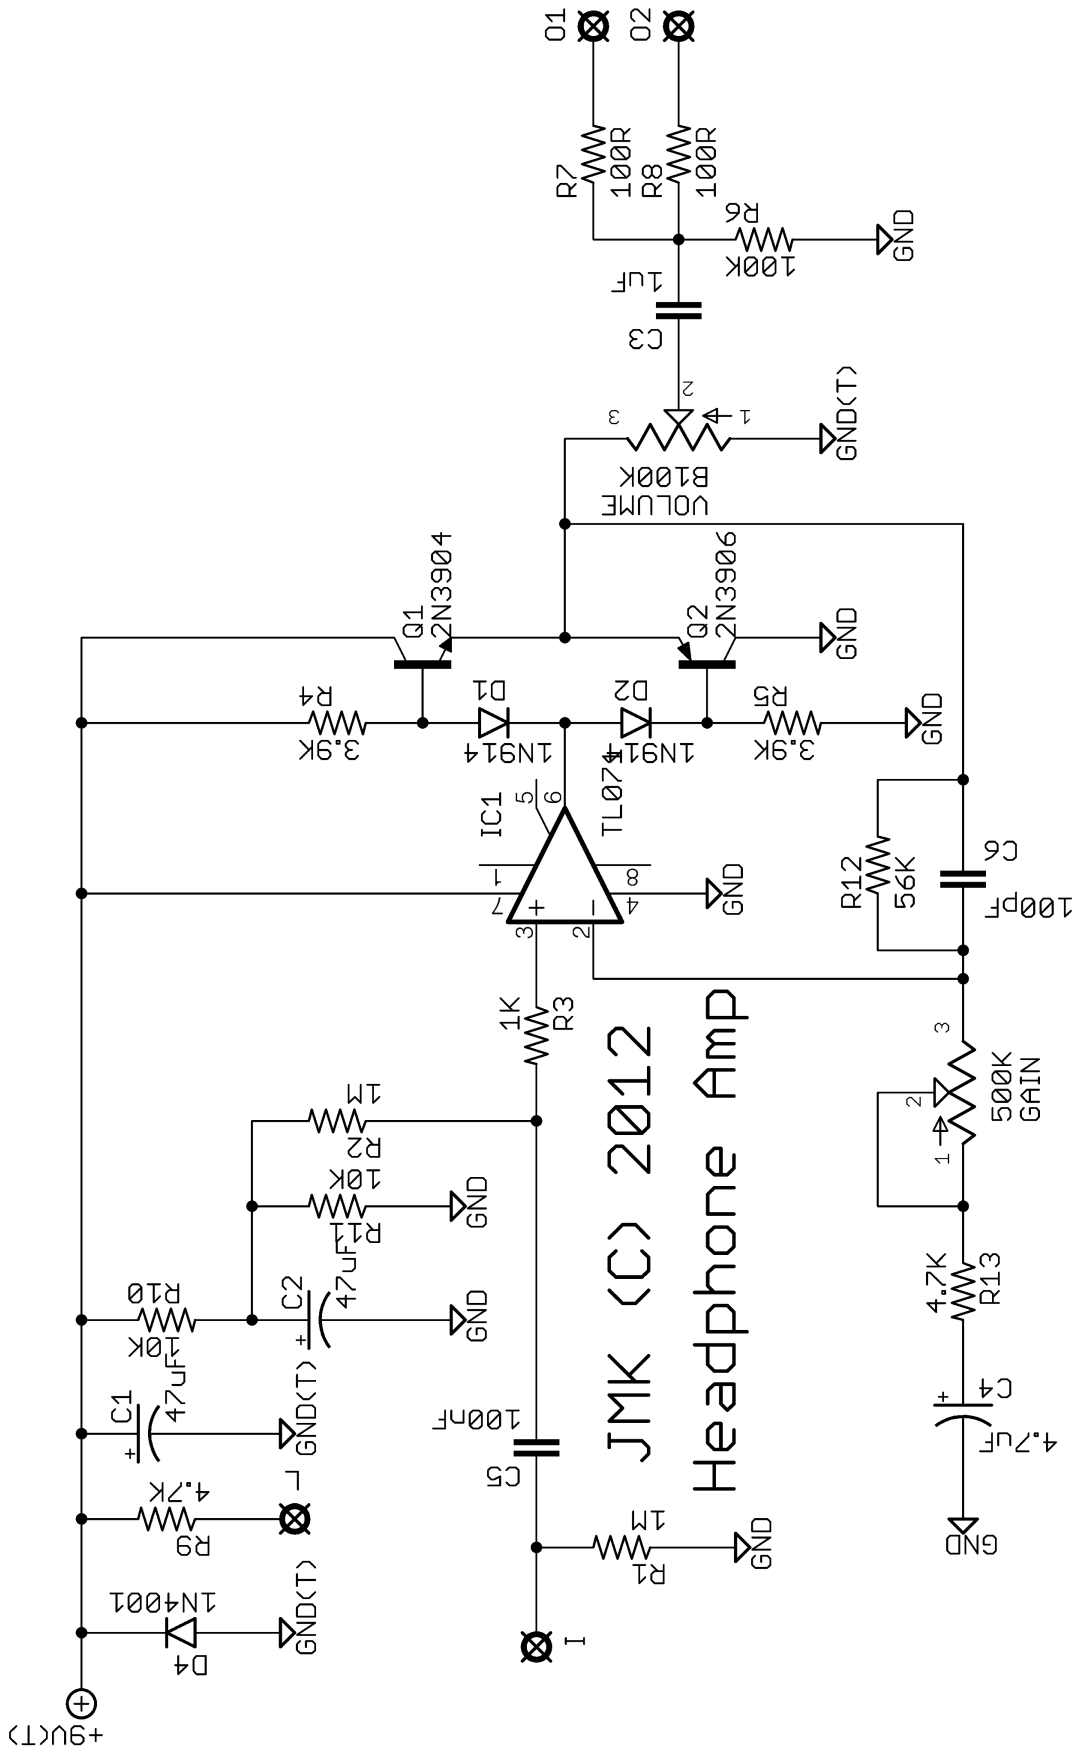 O1
O2
R7
100R
R8
100R
R6
100K
GND
1uF
C3
2
3
1
GND(T)
B100K
VOLUME
Q1
2N3904
Q2
2N3906
GND
R4
3.9K
D1
1N914
D2
1N914
R5
3.9K
GND
IC1
5
6
1
8
7
4
3
2
+
-
GND
R12
56K
C6
100pF
1K
R3
3
2
1
500K
GAIN
1M
R2
10K
R11
GND
R10
10K
C2
+
47uF
GND
C1
+
47uF
GND(T)
4.7K
R9
L
1N4001
D4
GND(T)
+9V(T)
100nF
C5
1M
R1
GND
I
4.7K
R13
+
C4
4.7uF
GND
JMK (C) 2012
Headphone Amp